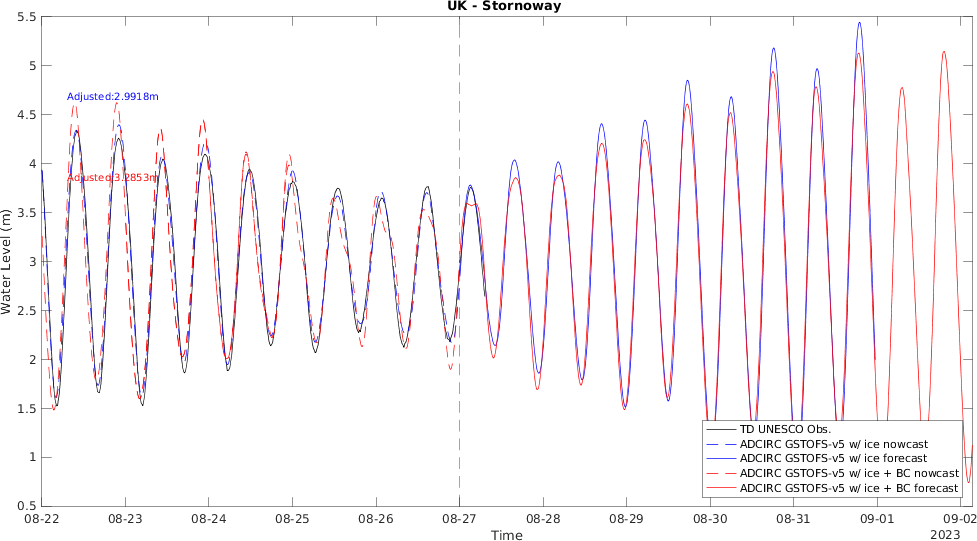 UK - Stornoway
5.5
5
4.5
4
3.5
3
2.5
2
1.5
1
0.5
Water Level (m)
Adjusted:2.9918m
Adjusted:3.2853m
TD UNESCO Obs.
ADCIRC GSTOFS-v5 w/ ice nowcast
ADCIRC GSTOFS-v5 w/ ice forecast
ADCIRC GSTOFS-v5 w/ ice + BC nowcast
ADCIRC GSTOFS-v5 w/ ice + BC forecast
08-22 08-23 08-24 08-25 08-26 08-27 08-28 08-29 08-30 08-31 09-01 09-02
2023
Time